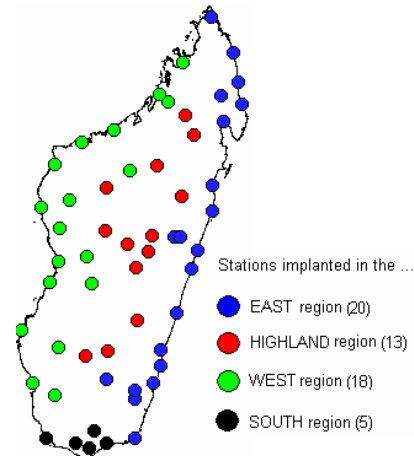 Stations implanted in the ...
EAST region (20)
HIGHLAND region (13)
WEST region (18)
SOUTH region (5)